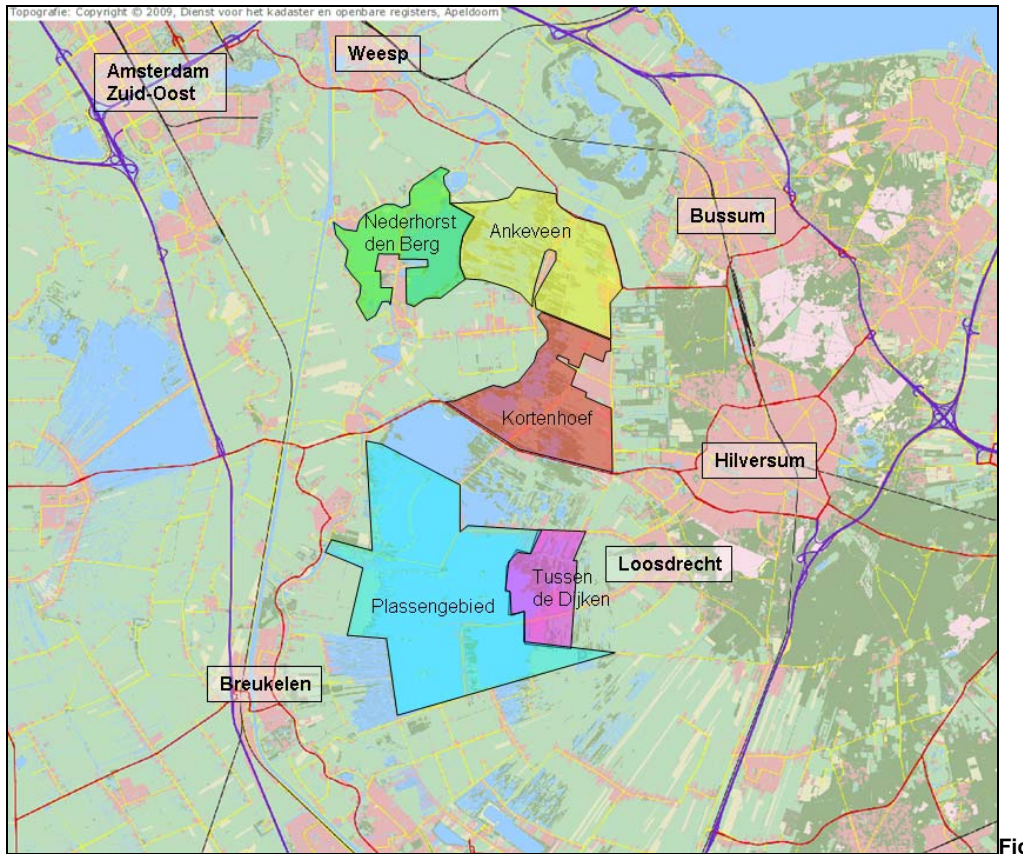 Topografie: Copyright © 2009, Dienst voor het kadaster en openbare registers, Apeldoorn
Weesp
Amsterdam
Zuid-Oost
Nederhorst
den Berg
Ankeveen
Bussum
Kortenhoef
Hilversum
Loosdrecht
Tussen
de Dijken
Plassengebied
Breukelen